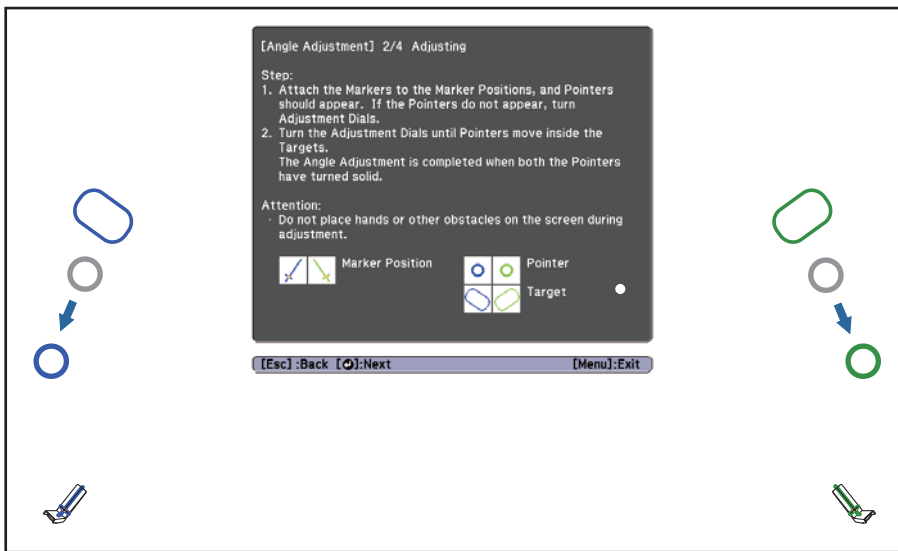 [Angle Adjustment] 2/4 Adjusting
Step:
1. Attach the Markers to the Marker Positions, and Pointers
should appear. If the Pointers do not appear, turn
Adjustment Dials.
2. Turn the Adjustment Dials until Pointers move inside the
Targets.
The Angle Adjustment is completed when both the Pointers
have turned solid.
Attention:
· Do not place hands or other obstacles on the screen during
adjustment.
Marker Position
Pointer
Target
[Esc] :Back [⏎]:Next [Menu]:Exit